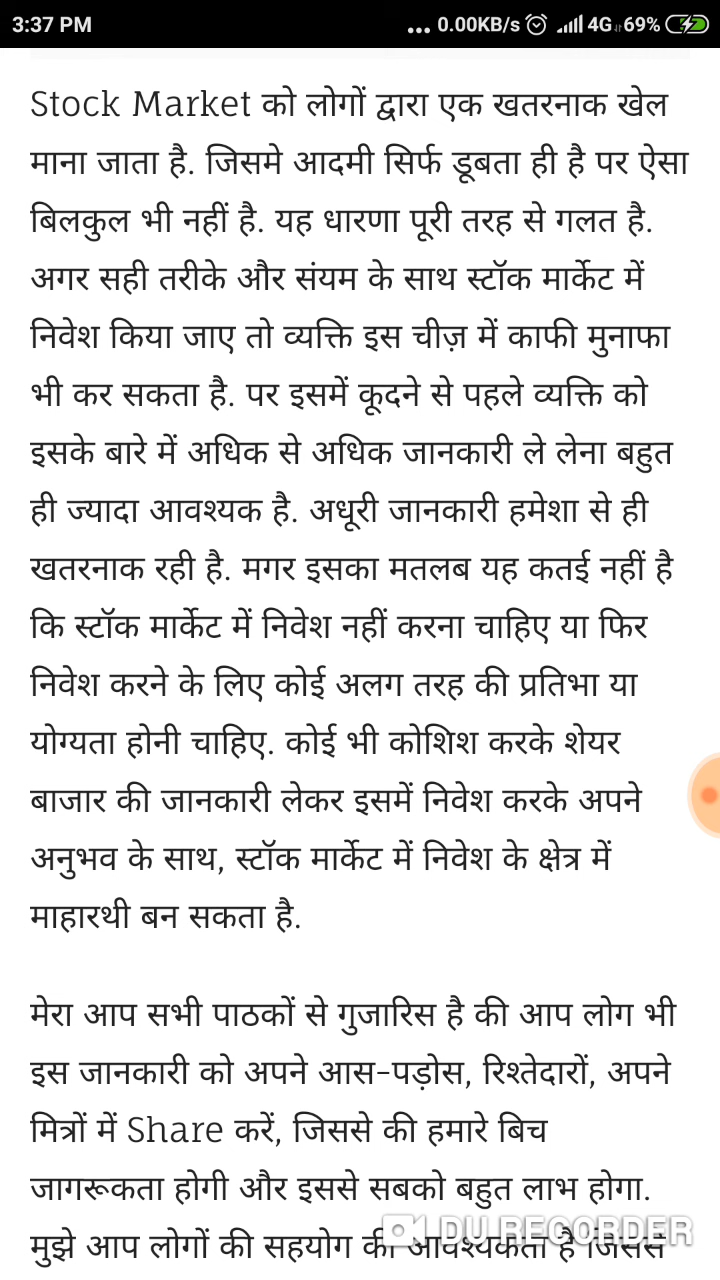 3:37 PM
... 0.00KB/s 4G 69%
Stock Market को लोगों द्वारा एक खतरनाक खेल
माना जाता है. जिसमे आदमी सिर्फ डूबता ही है पर ऐसा
बिलकुल भी नहीं है. यह धारणा पूरी तरह से गलत है.
अगर सही तरीके और संयम के साथ स्टॉक मार्केट में
निवेश किया जाए तो व्यक्ति इस चीज़ में काफी मुनाफा
भी कर सकता है. पर इसमें कूदने से पहले व्यक्ति को
इसके बारे में अधिक से अधिक जानकारी ले लेना बहुत
ही ज्यादा आवश्यक है. अधूरी जानकारी हमेशा से ही
खतरनाक रही है. मगर इसका मतलब यह कतई नहीं है
कि स्टॉक मार्केट में निवेश नहीं करना चाहिए या फिर
निवेश करने के लिए कोई अलग तरह की प्रतिभा या
योग्यता होनी चाहिए. कोई भी कोशिश करके शेयर
बाजार की जानकारी लेकर इसमें निवेश करके अपने
अनुभव के साथ, स्टॉक मार्केट में निवेश के क्षेत्र में
माहारथी बन सकता है.
मेरा आप सभी पाठकों से गुजारिस है की आप लोग भी
इस जानकारी को अपने आस-पड़ोस, रिश्तेदारों, अपने
मित्रों में Share करें, जिससे की हमारे बिच
जागरूकता होगी और इससे सबको बहुत लाभ होगा.
मुझे आप लोगों की सहयोग की आवश्यकता है जिससे
DU RECORDER